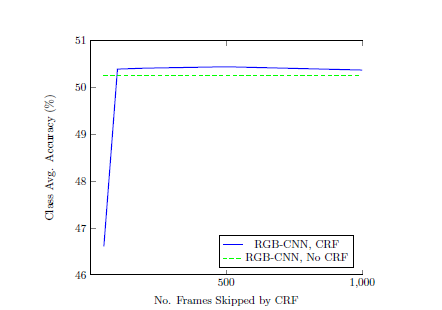 51
50
49
48
47
46
Class Avg. Accuracy (%)
RGB-CNN, CRF
RGB-CNN, No CRF
500
1,000
No. Frames Skipped by CRF